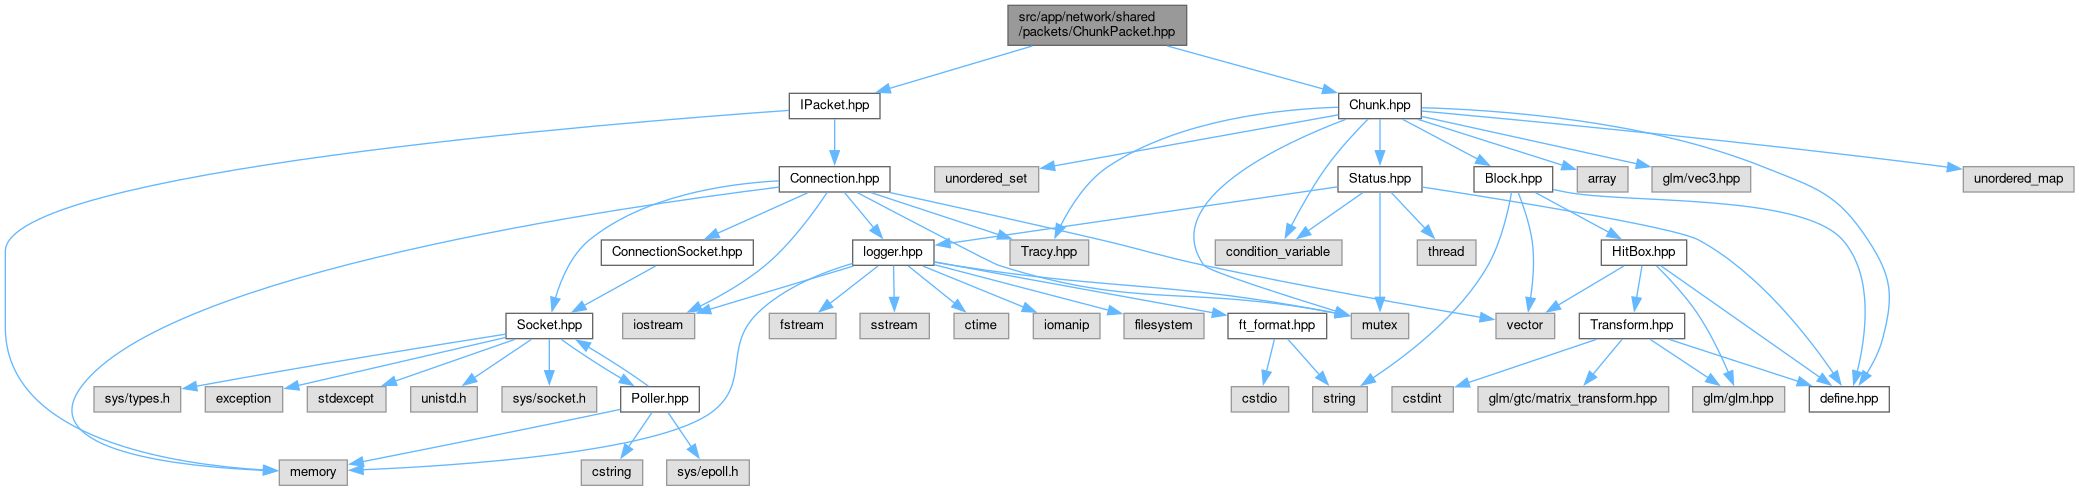 src/app/network/shared
/packets/ChunkPacket.hpp
IPacket.hpp
Chunk.hpp
Connection.hpp
unordered_set
Status.hpp
Block.hpp
array
glm/vec3.hpp
unordered_map
ConnectionSocket.hpp
logger.hpp
Tracy.hpp
condition_variable
thread
HitBox.hpp
Socket.hpp
iostream
fstream
sstream
ctime
iomanip
filesystem
ft_format.hpp
mutex
vector
Transform.hpp
sys/types.h
exception
stdexcept
unistd.h
sys/socket.h
Poller.hpp
cstdio
string
cstdint
glm/gtc/matrix_transform.hpp
glm/glm.hpp
define.hpp
memory
cstring
sys/epoll.h